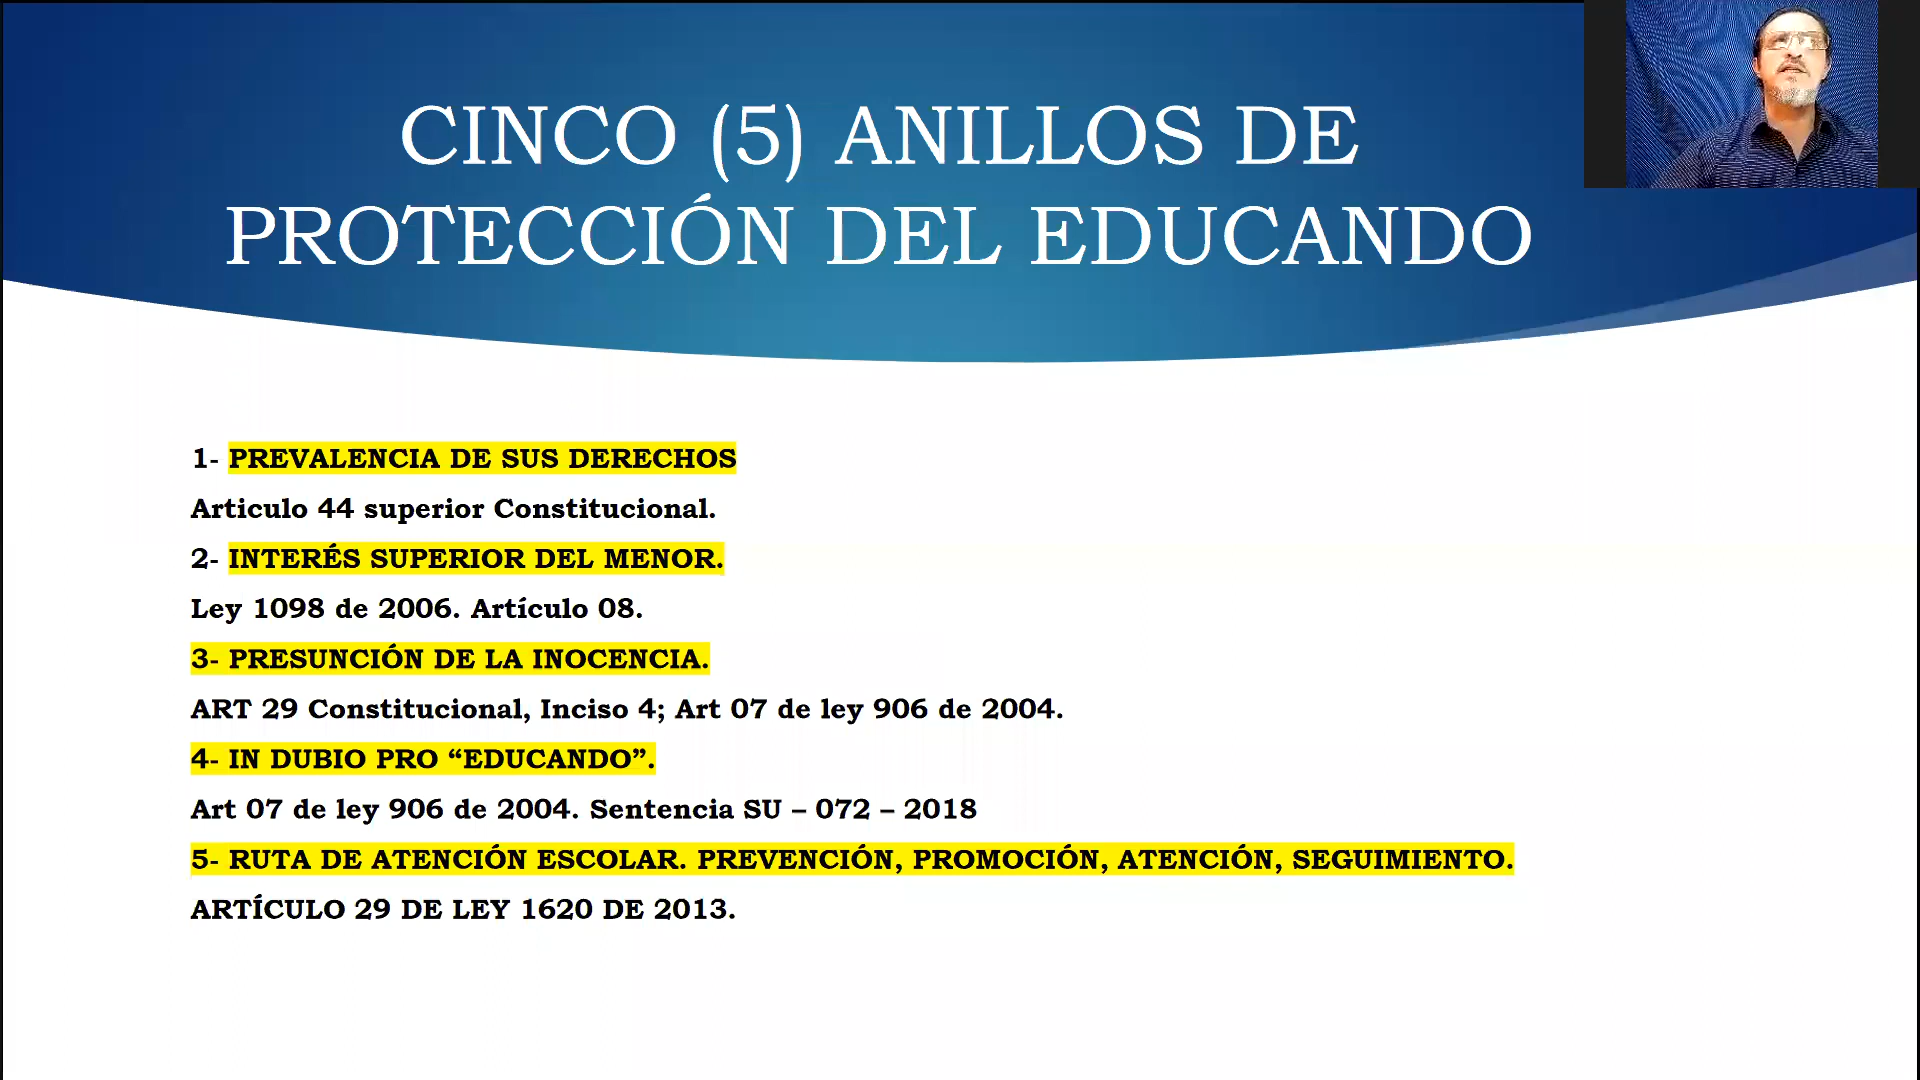 CINCO (5) ANILLOS DE
PROTECCIÓN DEL EDUCANDO
1- PREVALENCIA DE SUS DERECHOS
Articulo 44 superior Constitucional.
2- INTERÉS SUPERIOR DEL MENOR.
Ley 1098 de 2006. Artículo 08.
3- PRESUNCIÓN DE LA INOCENCIA.
ART 29 Constitucional, Inciso 4; Art 07 de ley 906 de 2004.
4- IN DUBIO PRO “EDUCANDO”.
Art 07 de ley 906 de 2004. Sentencia SU – 072 – 2018
5- RUTA DE ATENCIÓN ESCOLAR. PREVENCIÓN, PROMOCIÓN, ATENCIÓN, SEGUIMIENTO.
ARTÍCULO 29 DE LEY 1620 DE 2013.